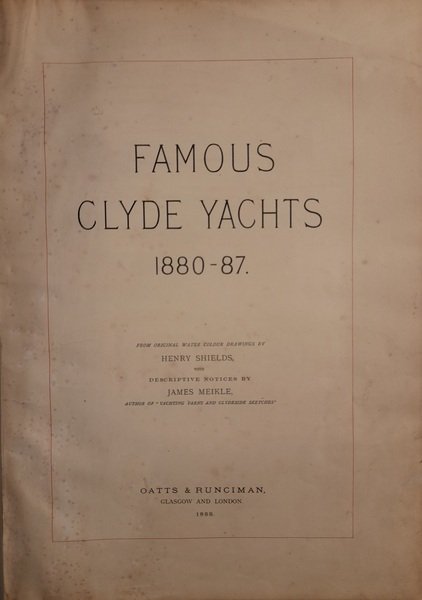 FAMOUS
CLYDE YACHTS
1880-87.
FROM ORIGINAL WATER COLOUR DRAWINGS BY
HENRY SHIELDS,
WITH
DESCRIPTIVE NOTICES BY
JAMES MEIKLE,
AUTHOR OF "YACHTING YARNS AND CLYDESIDE SKETCHES"
OATTS & RUNCIMAN,
GLASGOW AND LONDON.
1888.